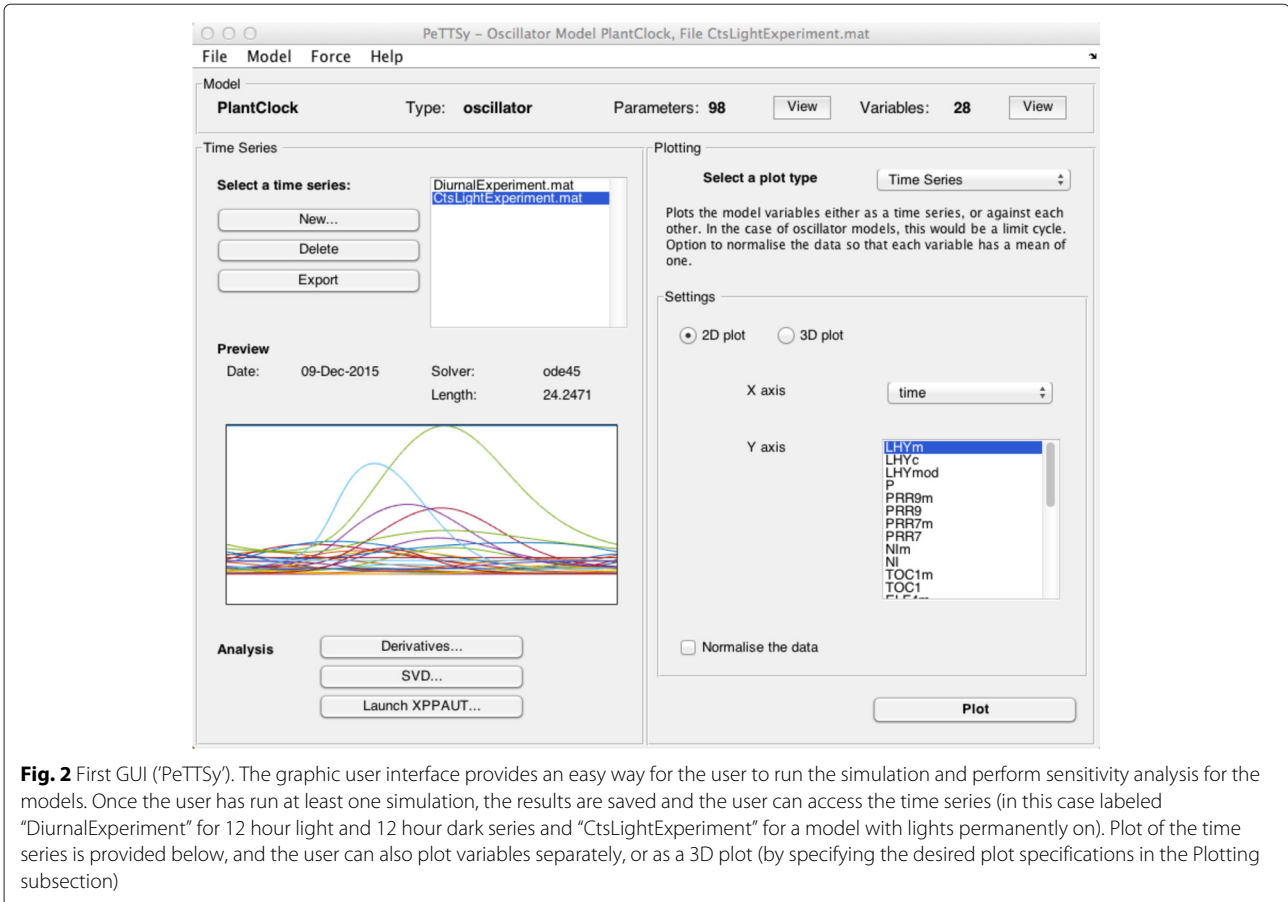 PeTTSy – Oscillator Model PlantClock, File CtsLightExperiment.mat
File Model Force Help
Model
PlantClock Type: oscillator Parameters: 98 View Variables: 28 View
Time Series
Select a time series:
DiurnalExperiment.mat
CtsLightExperiment.mat
New...
Delete
Export
Preview
Date: 09-Dec-2015 Solver: ode45
Length: 24.2471
Analysis
Derivatives...
SVD...
Launch XPPAUT...
Plotting
Select a plot type Time Series
Plots the model variables either as a time series, or against each
other. In the case of oscillator models, this would be a limit cycle.
Option to normalise the data so that each variable has a mean of
one.
Settings
2D plot 3D plot
X axis time
Y axis
LHYm
LHYc
LHYmod
P
PRR9m
PRR9
PRR7m
PRR7
NIm
NI
TOC1m
TOC1
Normalise the data
Plot
Fig. 2 First GUI ('PeTTSy'). The graphic user interface provides an easy way for the user to run the simulation and perform sensitivity analysis for the
models. Once the user has run at least one simulation, the results are saved and the user can access the time series (in this case labeled
"DiurnalExperiment" for 12 hour light and 12 hour dark series and "CtsLightExperiment" for a model with lights permanently on). Plot of the time
series is provided below, and the user can also plot variables separately, or as a 3D plot (by specifying the desired plot specifications in the Plotting
subsection)